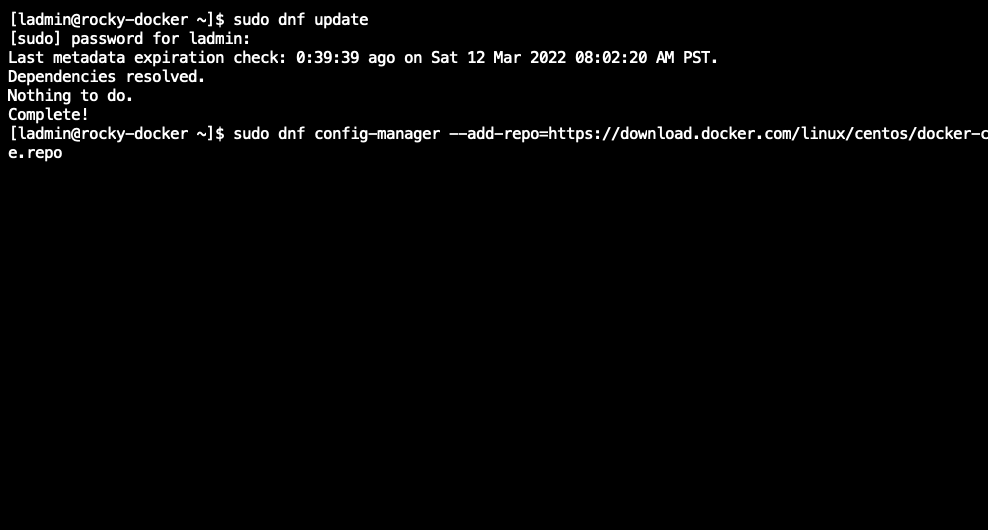 [ladmin@rocky-docker ~]$ sudo dnf update
[sudo] password for ladmin:
Last metadata expiration check: 0:39:39 ago on Sat 12 Mar 2022 08:02:20 AM PST.
Dependencies resolved.
Nothing to do.
Complete!
[ladmin@rocky-docker ~]$ sudo dnf config-manager --add-repo=https://download.docker.com/linux/centos/docker-c
e.repo